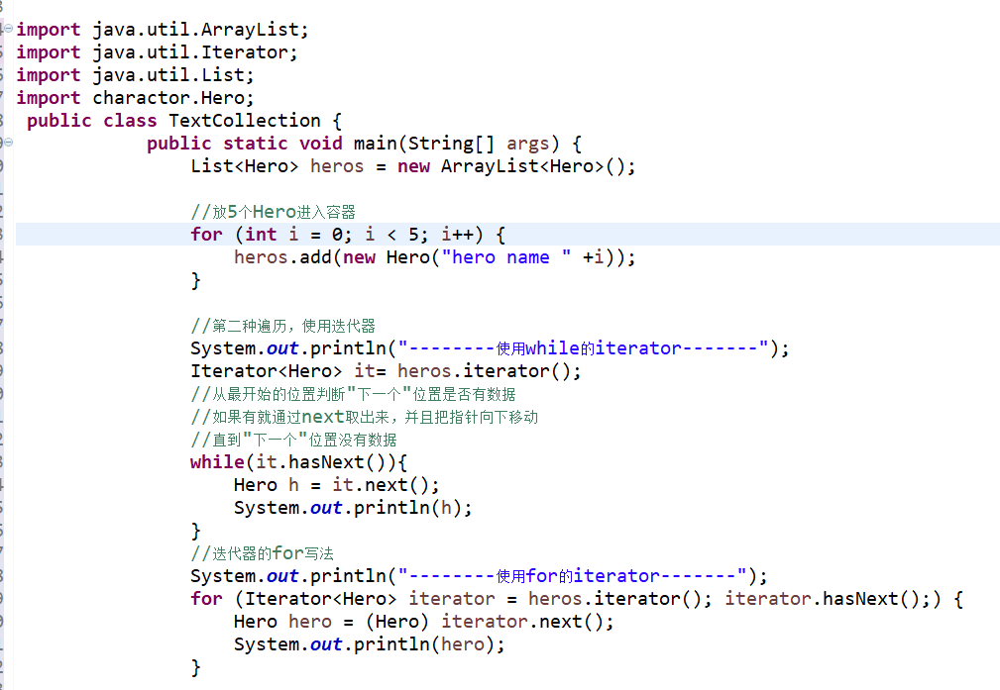 import java.util.ArrayList;
import java.util.Iterator;
import java.util.List;
import charactor.Hero;
public class TextCollection {
public static void main(String[] args) {
List<Hero> heros = new ArrayList<Hero>();
//放5个Hero进入容器
for (int i = 0; i < 5; i++) {
heros.add(new Hero("hero name " +i));
}
//第二种遍历，使用迭代器
System.out.println("--------使用while的iterator-------");
Iterator<Hero> it= heros.iterator();
//从最开始的位置判断"下一个"位置是否有数据
//如果有就通过next取出来，并且把指针向下移动
//直到"下一个"位置没有数据
while(it.hasNext()){
Hero h = it.next();
System.out.println(h);
}
//迭代器的for写法
System.out.println("--------使用for的iterator-------");
for (Iterator<Hero> iterator = heros.iterator(); iterator.hasNext();) {
Hero hero = (Hero) iterator.next();
System.out.println(hero);
}